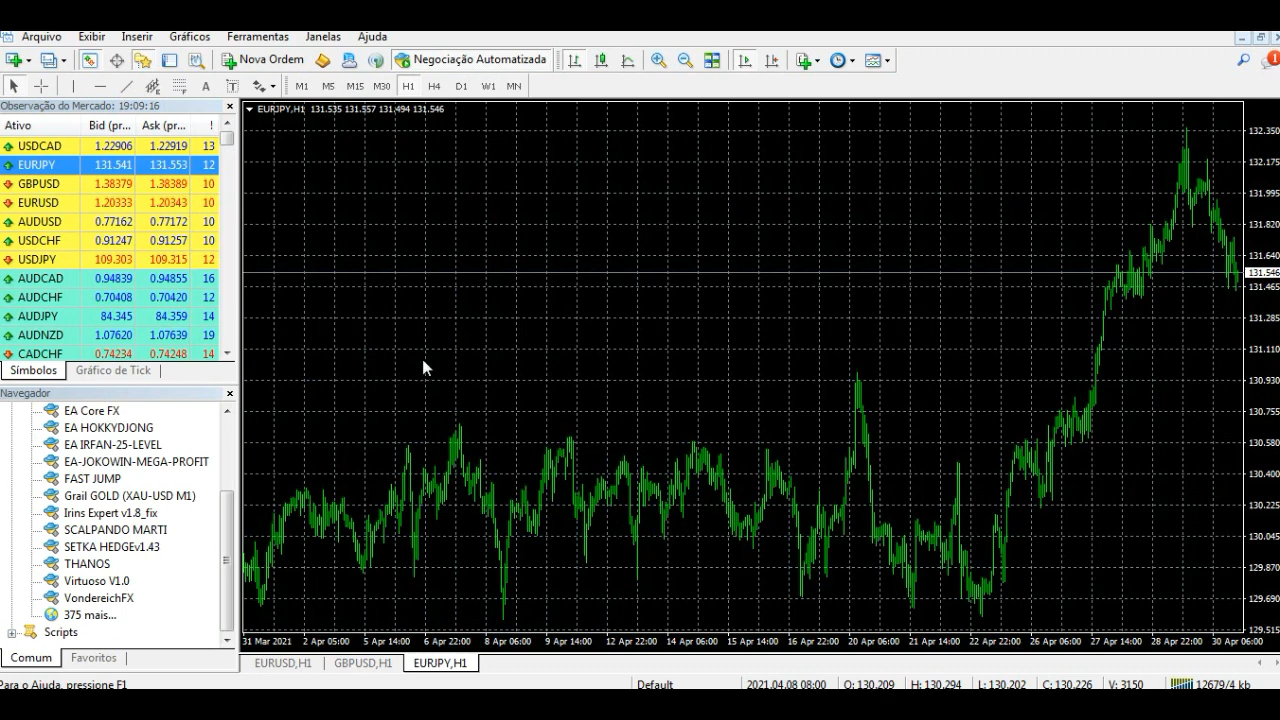 Arquivo Exibir Inserir Gráficos Ferramentas Janelas Ajuda
Nova Ordem Negociação Automatizada 1
A T M1 M5 M15 M30 H1 H4 D1 W1 MN
Observação do Mercado: 19:09:16
Ativo Bid (pr... Ask (pr... !
USDCAD 1.22906 1.22919 13
EURJPY 131.541 131.553 12
GBPUSD 1.38379 1.38389 10
EURUSD 1.20333 1.20343 10
AUDUSD 0.77162 0.77172 10
USDCHF 0.91247 0.91257 10
USDJPY 109.303 109.315 12
AUDCAD 0.94839 0.94855 16
AUDCHF 0.70408 0.70420 12
AUDJPY 84.345 84.359 14
AUDNZD 1.07620 1.07639 19
CADCHF 0.74234 0.74248 14
Símbolos Gráfico de Tick
Navegador
EA Core FX
EA HOKKYDJONG
EA IRFAN-25-LEVEL
EA-JOKOWIN-MEGA-PROFIT
FAST JUMP
Grail GOLD (XAU-USD M1)
Irins Expert v1.8_fix
SCALPANDO MARTI
SETKA HEDGEv1.43
THANOS
Virtuoso V1.0
VondereichFX
375 mais...
Scripts
Comum Favoritos
EURJPY,H1 131.535 131.557 131.494 131.546
132.350
132.175
131.995
131.820
131.640
131.546
131.465
131.285
131.110
130.930
130.755
130.580
130.400
130.225
130.045
129.870
129.690
129.515
31 Mar 2021 2 Apr 05:00 5 Apr 14:00 6 Apr 22:00 8 Apr 06:00 9 Apr 14:00 12 Apr 22:00 14 Apr 06:00 15 Apr 14:00 16 Apr 22:00 20 Apr 06:00 21 Apr 14:00 22 Apr 22:00 26 Apr 06:00 27 Apr 14:00 28 Apr 22:00 30 Apr 06:00
EURUSD,H1 GBPUSD,H1 EURJPY,H1
Para o Ajuda, pressione F1 Default 2021.04.08 08:00 O: 130.209 H: 130.294 L: 130.202 C: 130.226 V: 3150 12679/4 kb